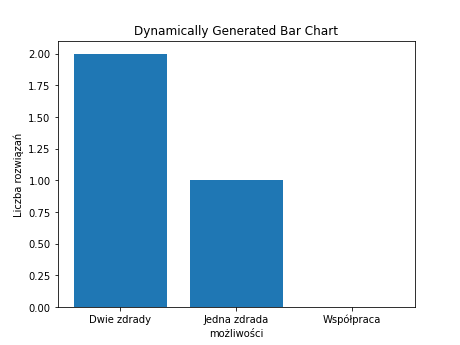 Dynamically Generated Bar Chart
2.00
1.75
1.50
1.25
1.00
0.75
0.50
0.25
0.00
Liczba rozwiązań
Dwie zdrady Jedna zdrada Współpraca
możliwości